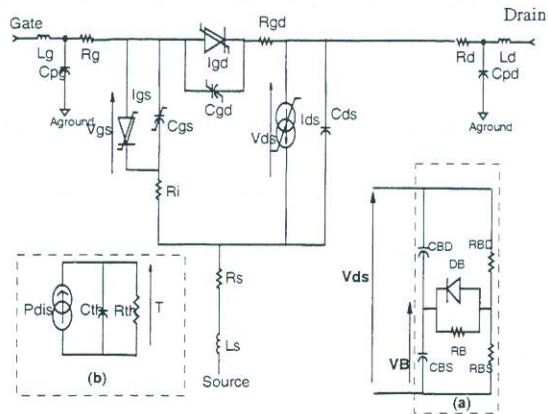 Gate
Drain
Lg
Rg
Igd
Rgd
Rd
Ld
Cpg
Cgd
Cpd
Aground
Igs
Vgs
Cgs
Vds
Ids
Cds
Aground
Ri
Rs
Ls
Source
Pdis
Cth
Rth
T
(b)
Vds
CBD
RBD
DB
VB
RB
CBS
RBS
(a)